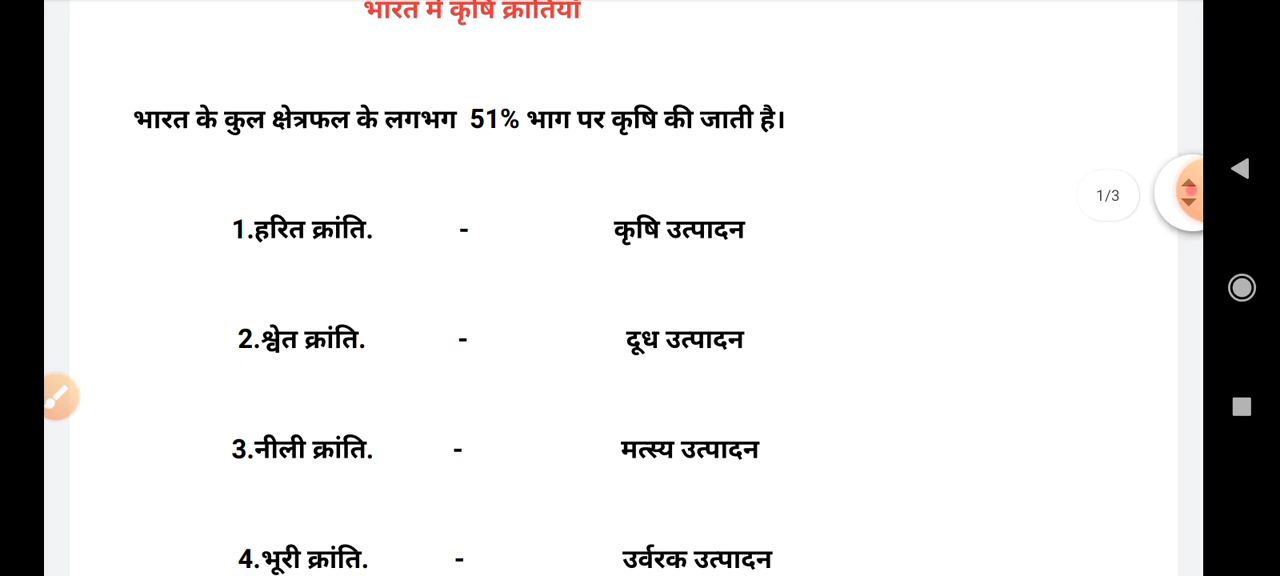 भारत में कृषि क्रांतियाँ
भारत के कुल क्षेत्रफल के लगभग 51% भाग पर कृषि की जाती है।
1/3
1.हरित क्रांति. - कृषि उत्पादन
2.श्वेत क्रांति. - दूध उत्पादन
3.नीली क्रांति. - मत्स्य उत्पादन
4.भूरी क्रांति. - उर्वरक उत्पादन